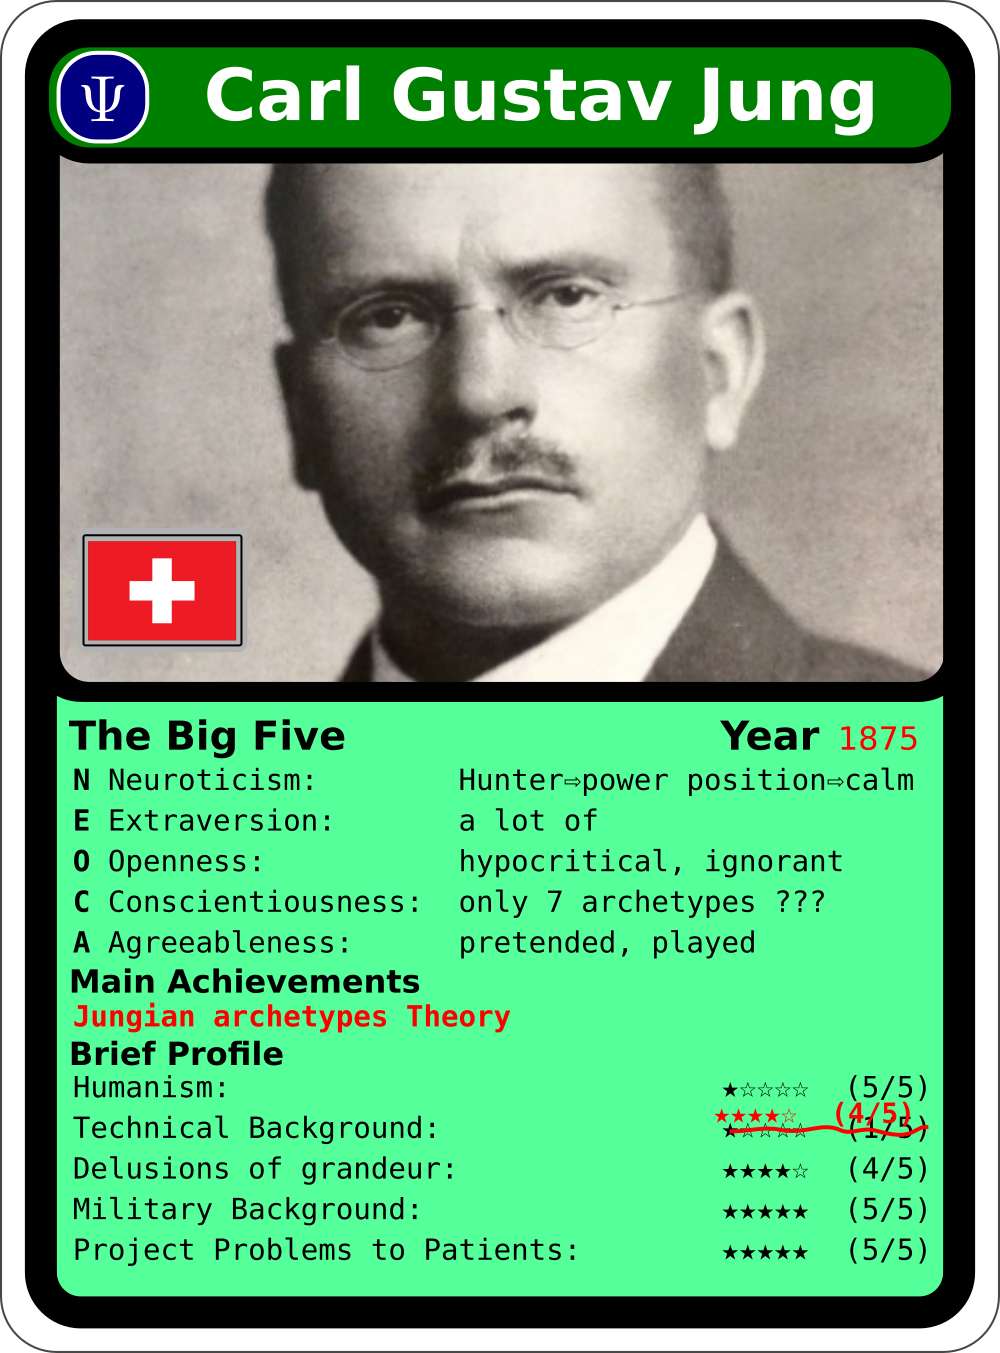 Ψ Carl Gustav Jung
The Big Five Year 1875
N Neuroticism: Hunter⇨power position⇨calm
E Extraversion: a lot of
O Openness: hypocritical, ignorant
C Conscientiousness: only 7 archetypes ???
A Agreeableness: pretended, played
Main Achievements
Jungian archetypes Theory
Brief Profile
Humanism: ★☆☆☆☆ (5/5)
★★★★☆ (4/5)
Technical Background: ★☆☆☆☆ (1/5)
Delusions of grandeur: ★★★★☆ (4/5)
Military Background: ★★★★★ (5/5)
Project Problems to Patients: ★★★★★ (5/5)